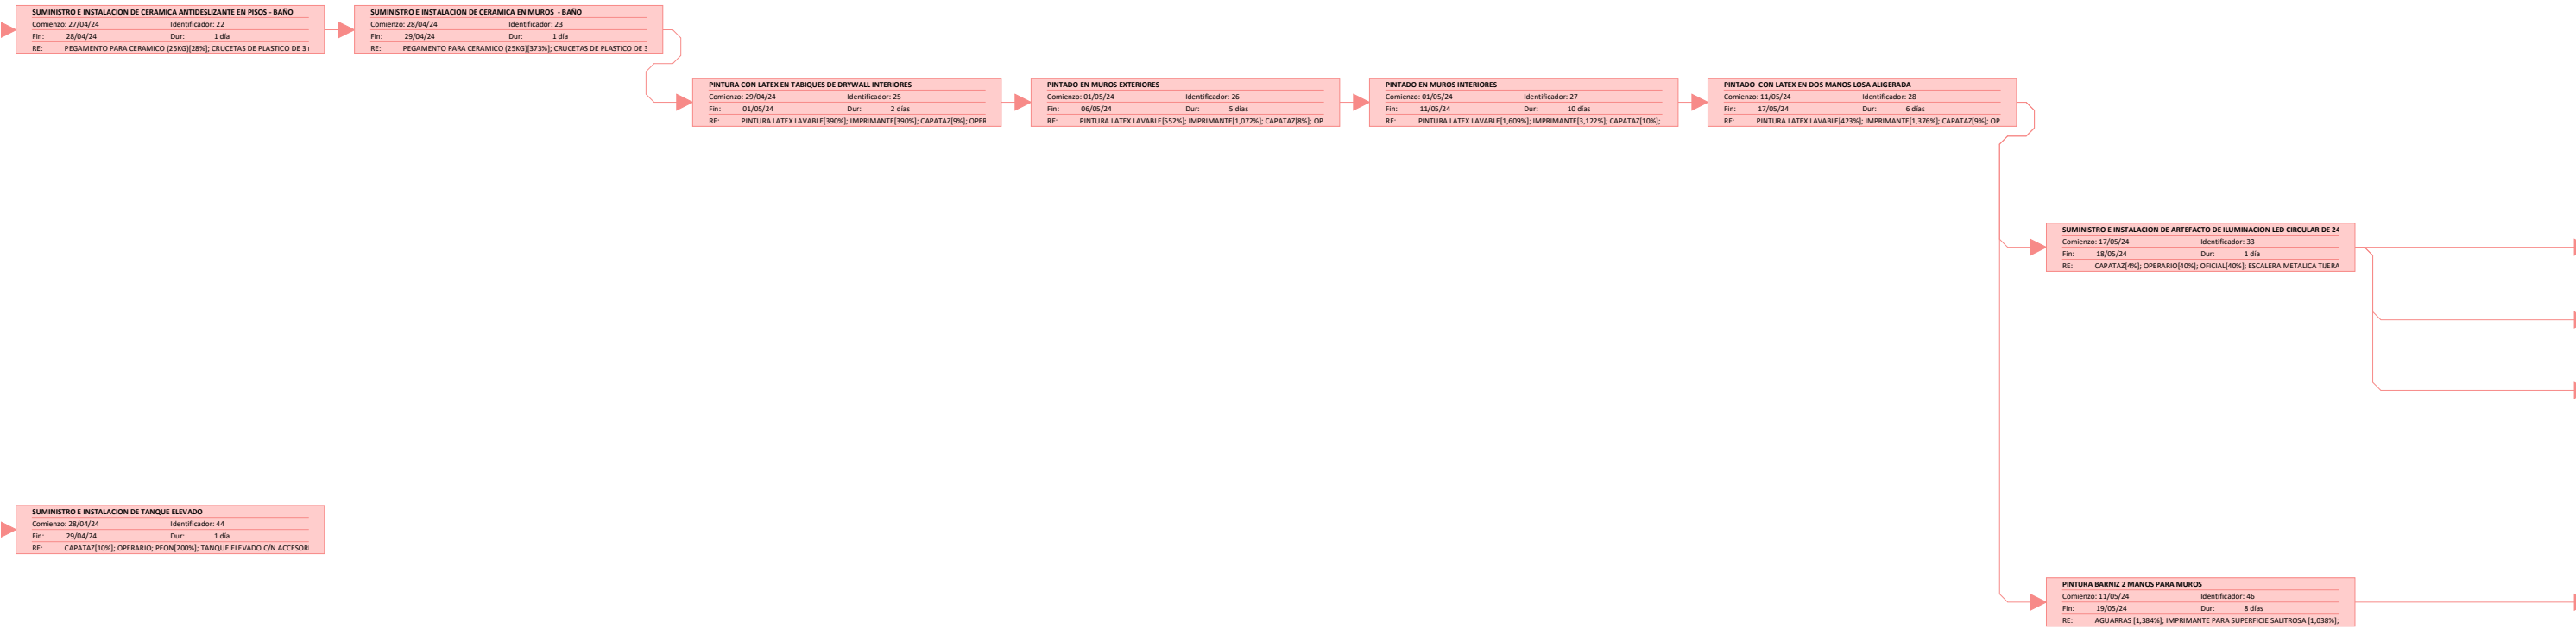 SUMINISTRO E INSTALACION DE CERAMICA ANTIDESLIZANTE EN PISOS - BAÑO
Comienzo: 27/04/24 Identificador: 22
Fin: 28/04/24 Dur: 1 día
RE: PEGAMENTO PARA CERAMICO (25KG)[28%]; CRUCETAS DE PLASTICO DE 3
SUMINISTRO E INSTALACION DE CERAMICA EN MUROS - BAÑO
Comienzo: 28/04/24 Identificador: 23
Fin: 29/04/24 Dur: 1 día
RE: PEGAMENTO PARA CERAMICO (25KG)[373%]; CRUCETAS DE PLASTICO DE 3
PINTURA CON LATEX EN TABIQUES DE DRYWALL INTERIORES
Comienzo: 29/04/24 Identificador: 25
Fin: 01/05/24 Dur: 2 días
RE: PINTURA LATEX LAVABLE[390%]; IMPRIMANTE[390%]; CAPATAZ[9%]; OPER
PINTADO EN MUROS EXTERIORES
Comienzo: 01/05/24 Identificador: 26
Fin: 06/05/24 Dur: 5 días
RE: PINTURA LATEX LAVABLE[552%]; IMPRIMANTE[1,072%]; CAPATAZ[8%]; OP
PINTADO EN MUROS INTERIORES
Comienzo: 01/05/24 Identificador: 27
Fin: 11/05/24 Dur: 10 días
RE: PINTURA LATEX LAVABLE[1,609%]; IMPRIMANTE[3,122%]; CAPATAZ[10%];
PINTADO CON LATEX EN DOS MANOS LOSA ALIGERADA
Comienzo: 11/05/24 Identificador: 28
Fin: 17/05/24 Dur: 6 días
RE: PINTURA LATEX LAVABLE[423%]; IMPRIMANTE[1,376%]; CAPATAZ[9%]; OP
SUMINISTRO E INSTALACION DE ARTEFACTO DE ILUMINACION LED CIRCULAR DE 24
Comienzo: 17/05/24 Identificador: 33
Fin: 18/05/24 Dur: 1 día
RE: CAPATAZ[4%]; OPERARIO[40%]; OFICIAL[40%]; ESCALERA METALICA TIJERA
SUMINISTRO E INSTALACION DE TANQUE ELEVADO
Comienzo: 28/04/24 Identificador: 44
Fin: 29/04/24 Dur: 1 día
RE: CAPATAZ[10%]; OPERARIO; PEON[200%]; TANQUE ELEVADO C/N ACCESORI
PINTURA BARNIZ 2 MANOS PARA MUROS
Comienzo: 11/05/24 Identificador: 46
Fin: 19/05/24 Dur: 8 días
RE: AGUARRAS [1,384%]; IMPRIMANTE PARA SUPERFICIE SALITROSA [1,038%];